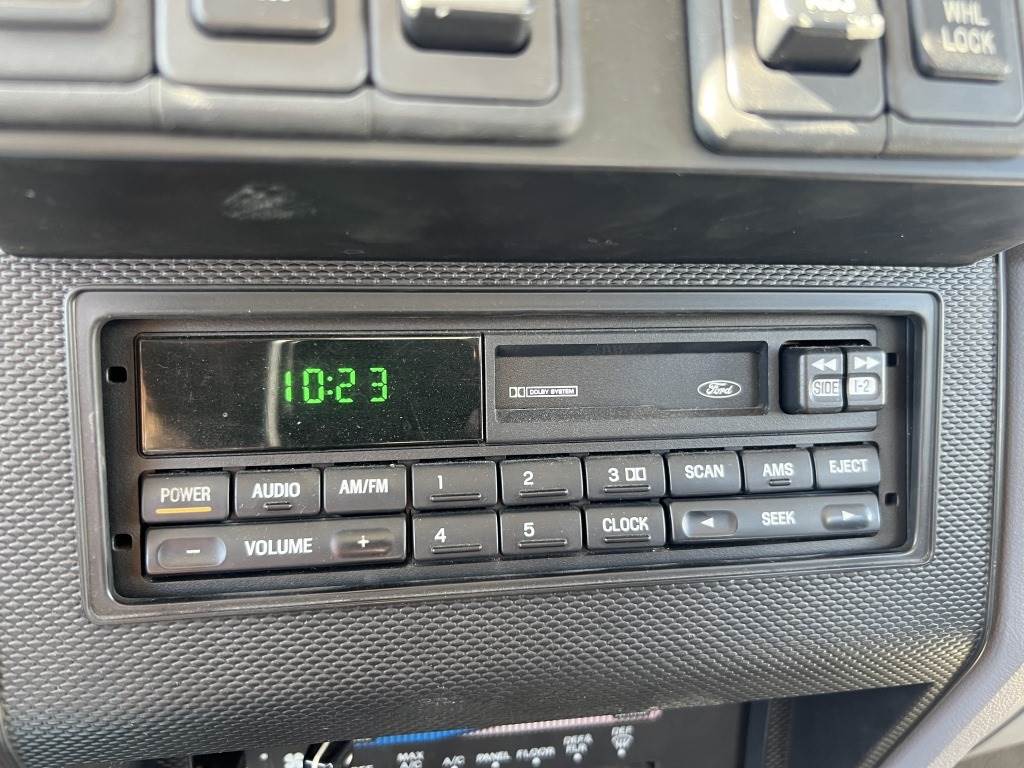 WHL
LOCK
10:23
DOLBY SYSTEM
Ford
SIDE 1-2
POWER AUDIO AM/FM 1 2 3 SCAN AMS EJECT
- VOLUME + 4 5 CLOCK SEEK
MAX
A/C A/C PANEL FLOOR
DEF